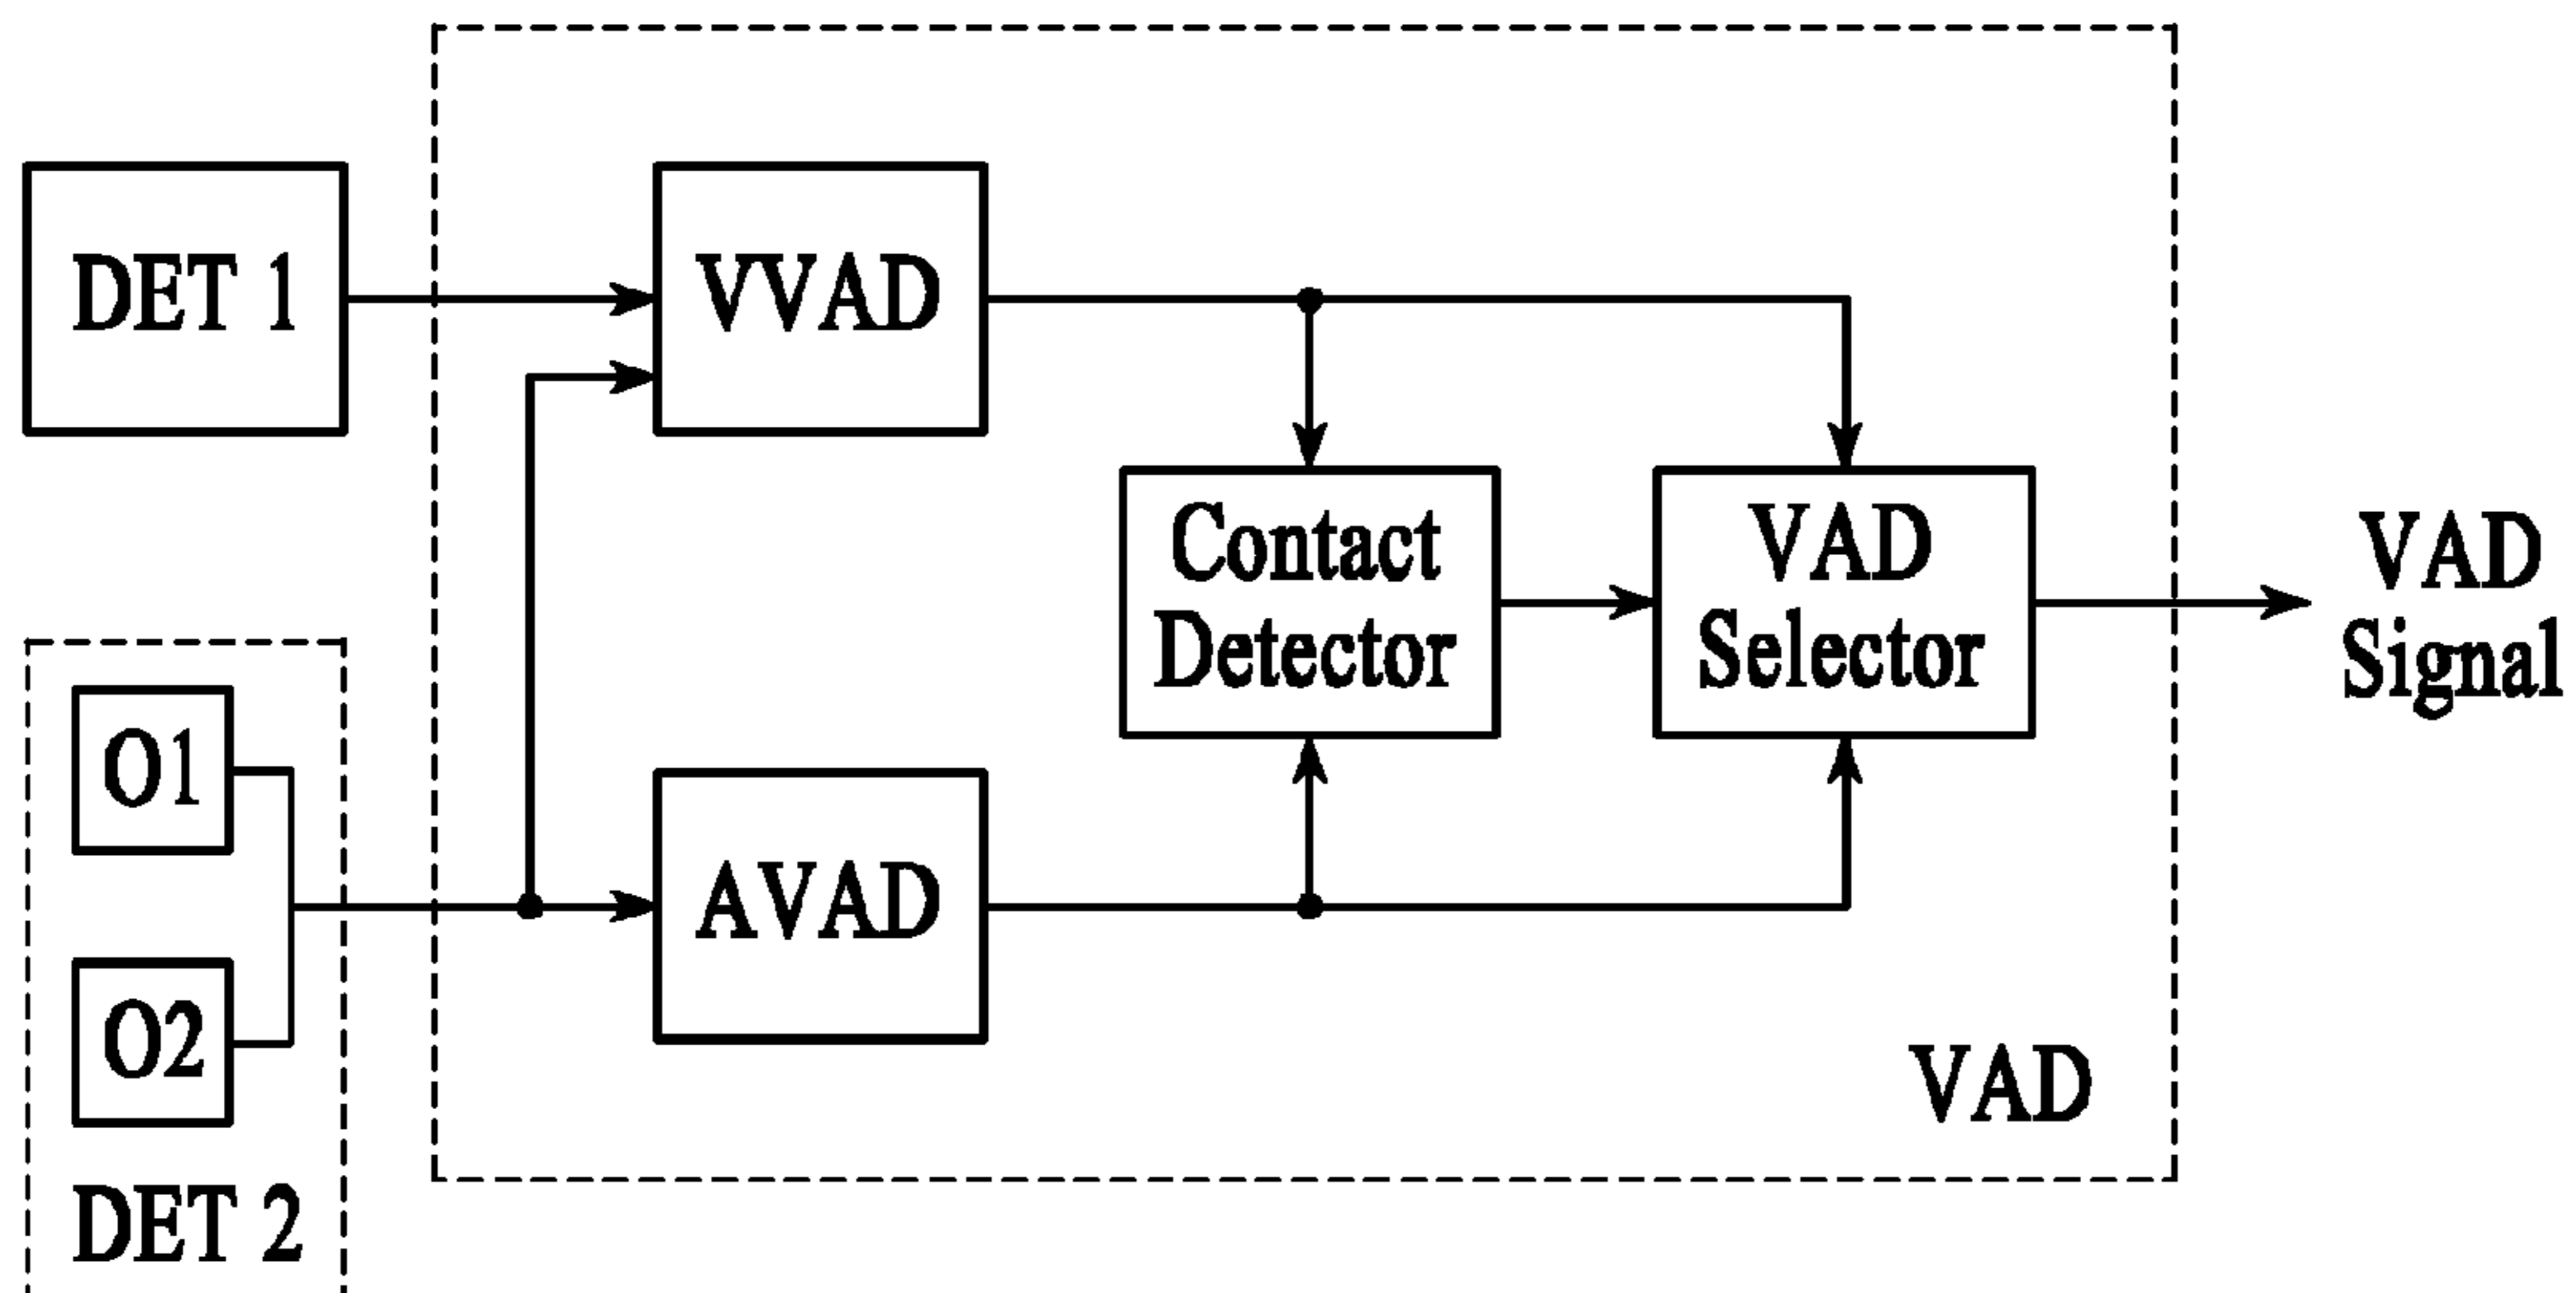 DET 1
VVAD
Contact
Detector
VAD
Selector
VAD
Signal
O1
O2
DET 2
AVAD
VAD